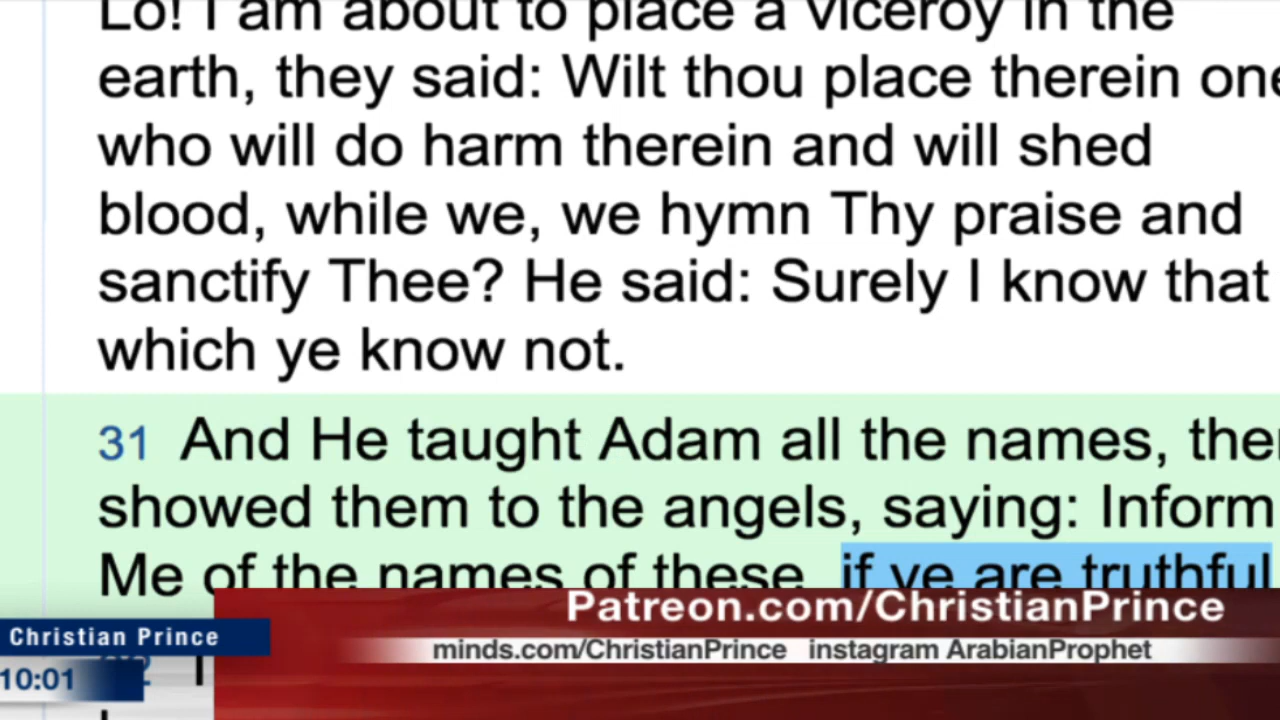 Lo! I am about to place a viceroy in the
earth, they said: Wilt thou place therein one
who will do harm therein and will shed
blood, while we, we hymn Thy praise and
sanctify Thee? He said: Surely I know that
which ye know not.
31 And He taught Adam all the names, then
showed them to the angels, saying: Inform
Me of the names of these, if ye are truthful
Patreon.com/ChristianPrince
Christian Prince
minds.com/ChristianPrince instagram ArabianProphet
10:01